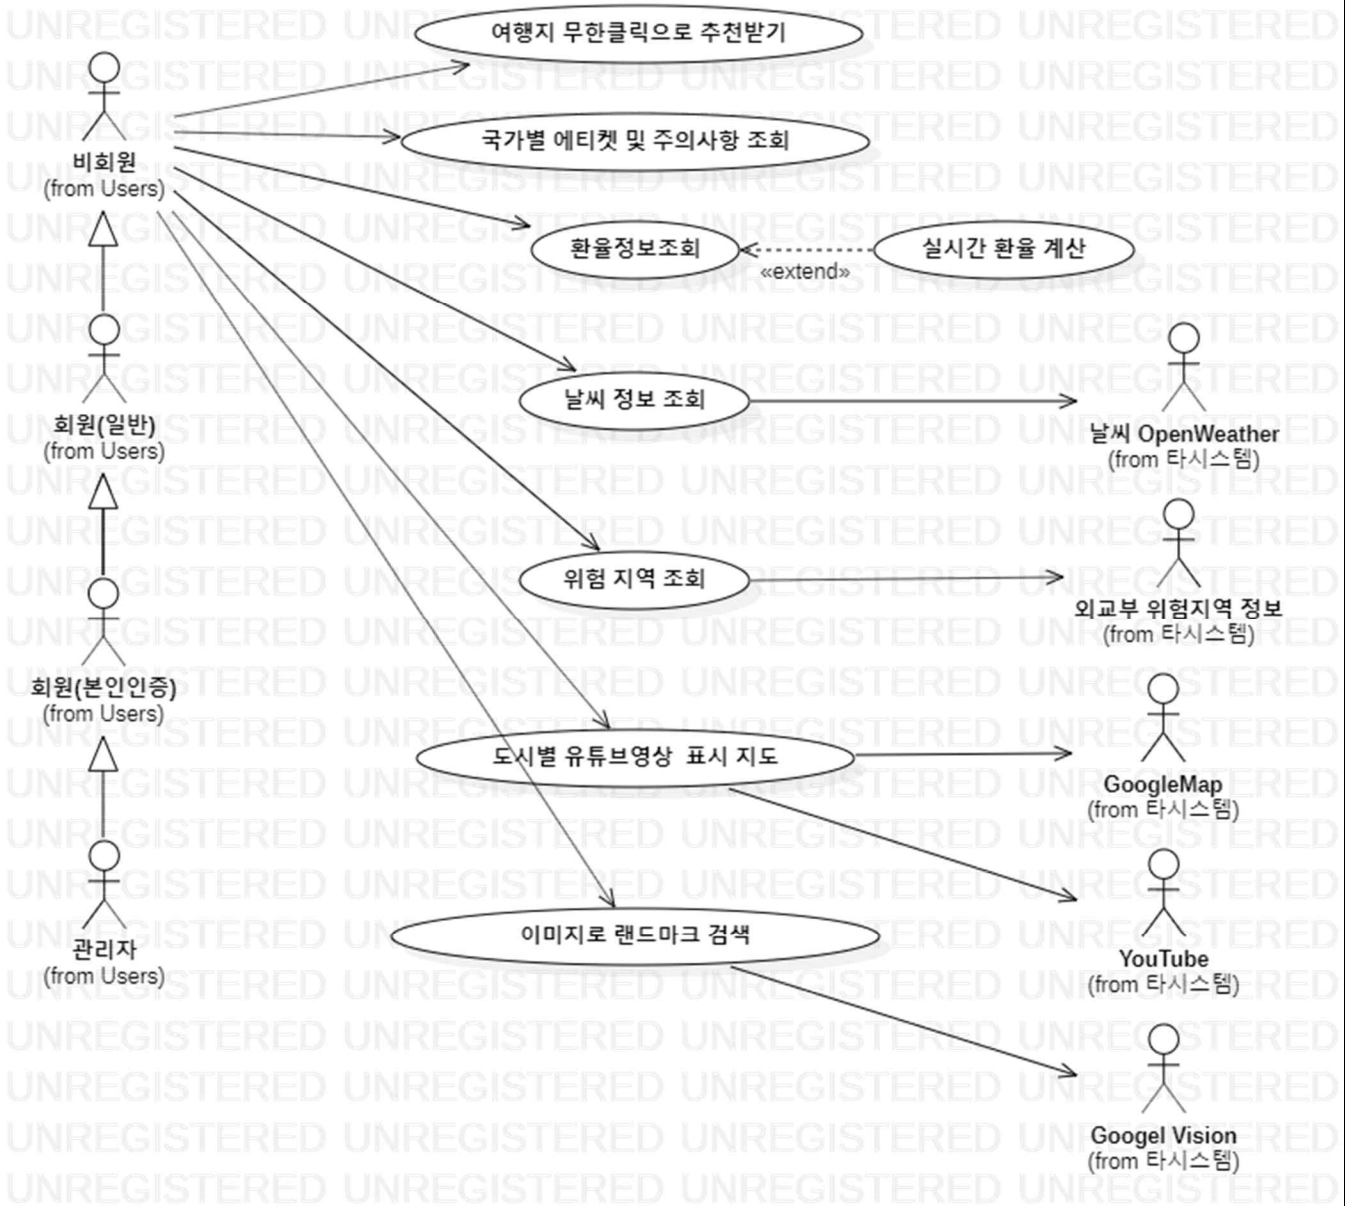 여행지 무한클릭으로 추천받기
비회원
(from Users)
국가별 에티켓 및 주의사항 조회
환율정보조회
«extend»
실시간 환율 계산
회원(일반)
(from Users)
날씨 정보 조회
날씨 OpenWeather
(from 타시스템)
위험 지역 조회
외교부 위험지역 정보
(from 타시스템)
회원(본인인증)
(from Users)
도시별 유튜브영상  표시 지도
GoogleMap
(from 타시스템)
관리자
(from Users)
이미지로 랜드마크 검색
YouTube
(from 타시스템)
Googel Vision
(from 타시스템)
UNREGISTERED